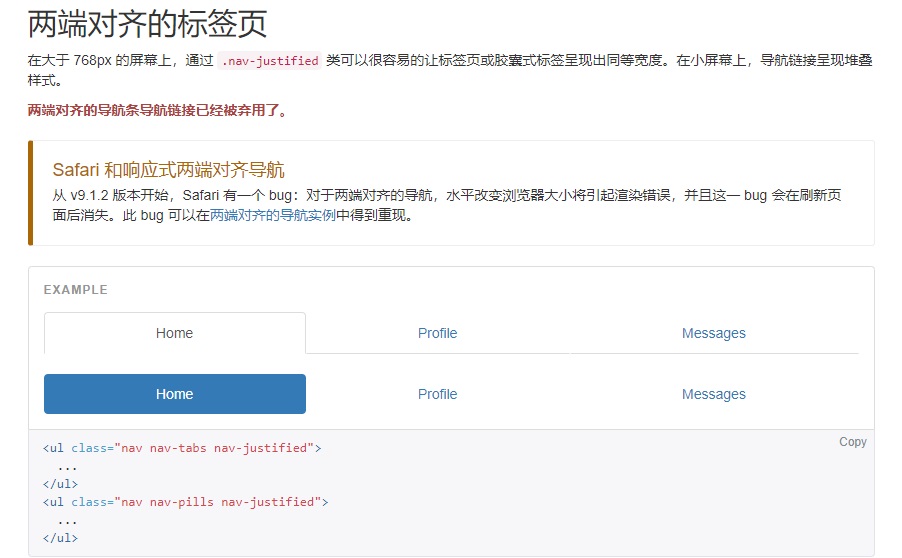 两端对齐的标签页
在大于 768px 的屏幕上，通过 .nav-justified 类可以很容易的让标签页或胶囊式标签呈现出同等宽度。在小屏幕上，导航链接呈现堆叠
样式。
两端对齐的导航条导航链接已经被弃用了。
Safari 和响应式两端对齐导航
从 v9.1.2 版本开始，Safari 有一个 bug：对于两端对齐的导航，水平改变浏览器大小将引起渲染错误，并且这一 bug 会在刷新页
面后消失。此 bug 可以在两端对齐的导航实例中得到重现。
EXAMPLE
Home Profile Messages
Home Profile Messages
Copy
<ul class="nav nav-tabs nav-justified">
...
</ul>
<ul class="nav nav-pills nav-justified">
...
</ul>